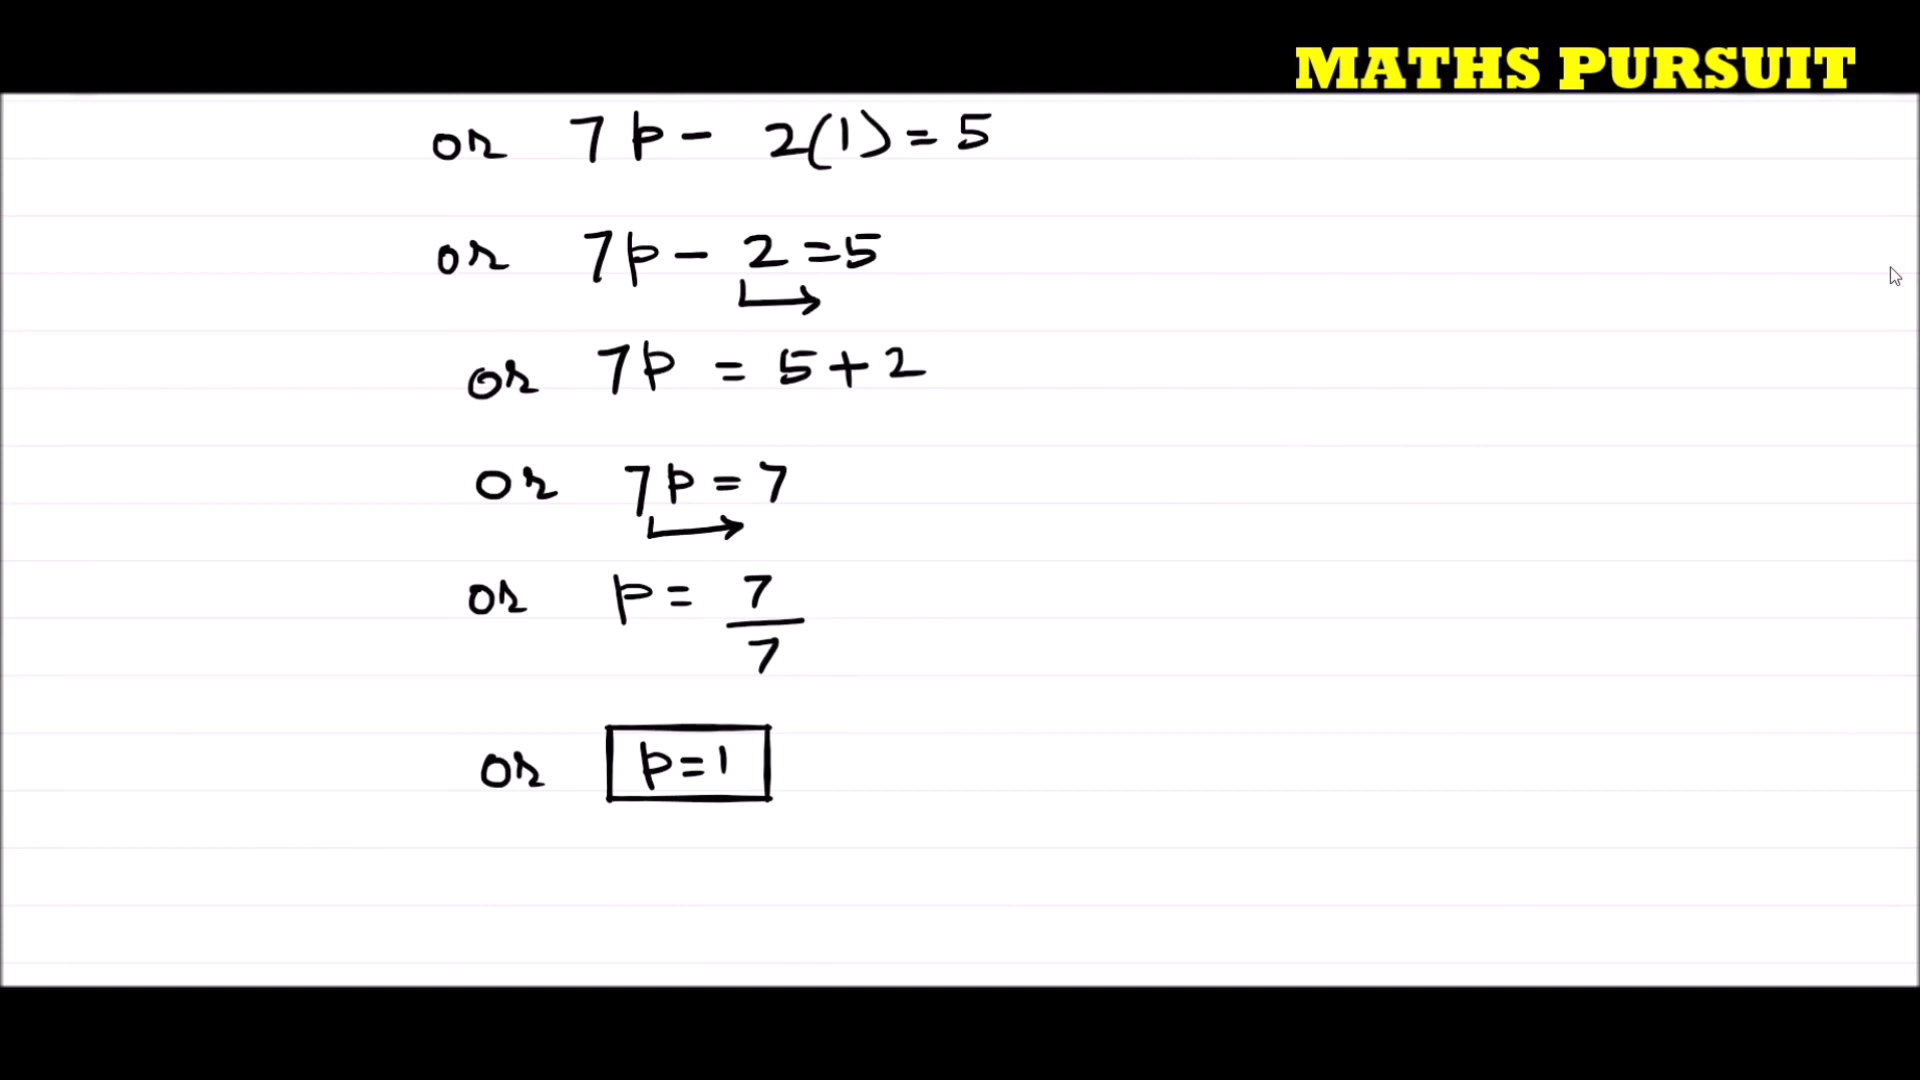 MATHS PURSUIT
or 7p - 2(1) = 5
or 7p - 2 = 5
or 7p = 5 + 2
or 7p = 7
or p = 7/7
or p = 1